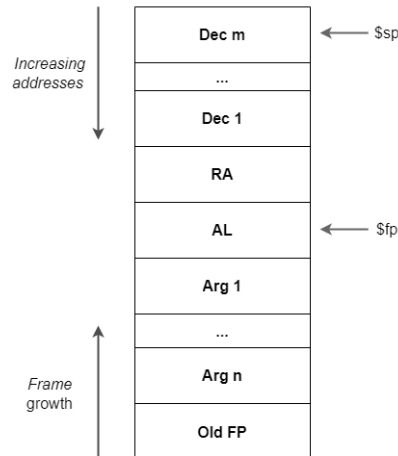 Dec m
$sp
Increasing
addresses
...
Dec 1
RA
AL
$fp
Arg 1
...
Arg n
Frame
growth
Old FP